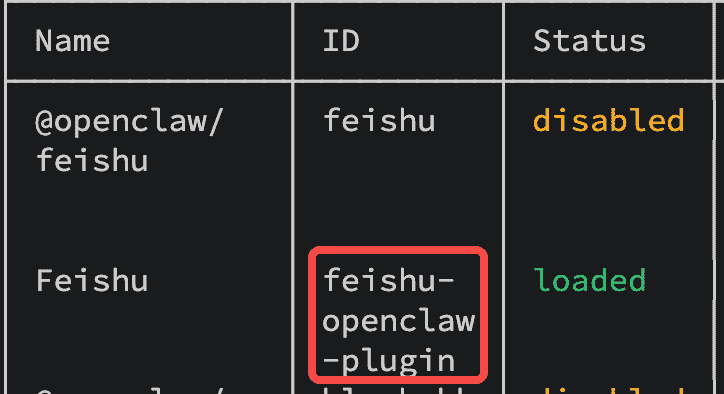 Name ID Status
@openclaw/ feishu disabled
feishu
Feishu feishu- loaded
openclaw
-plugin